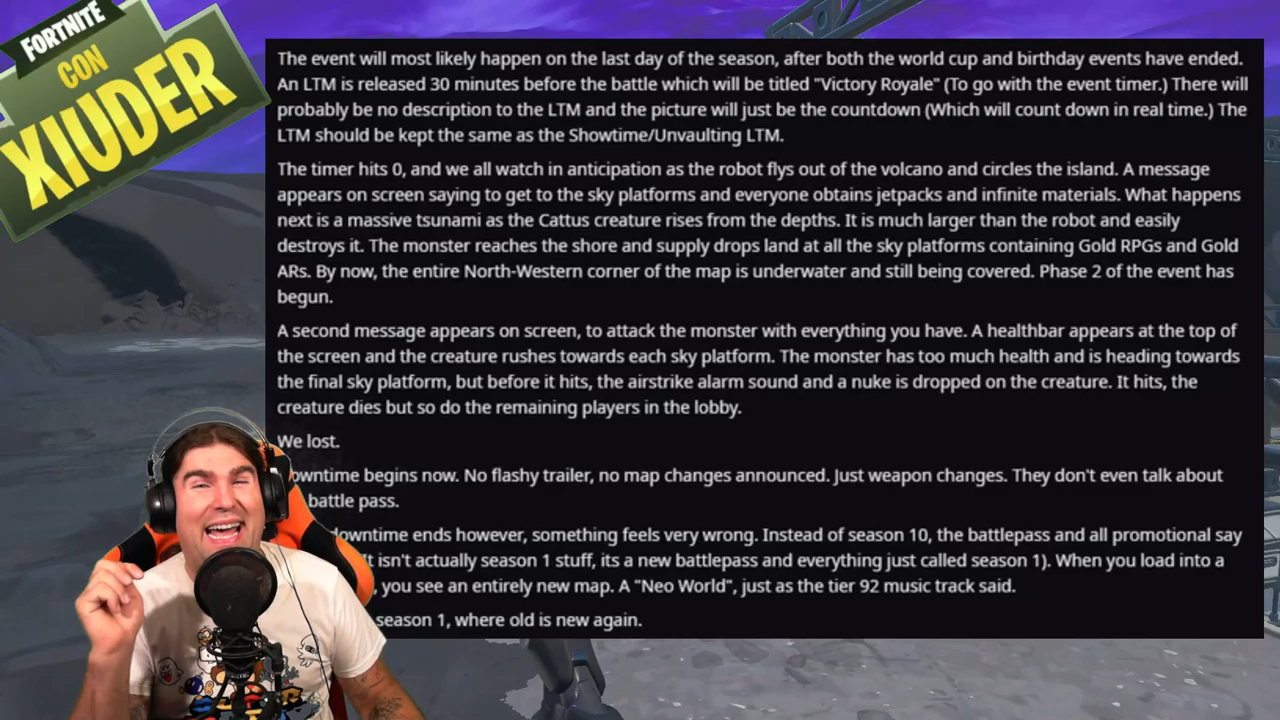 FORTNITE
CON
XIUDER
The event will most likely happen on the last day of the season, after both the world cup and birthday events have ended.
An LTM is released 30 minutes before the battle which will be titled "Victory Royale" (To go with the event timer.) There will
probably be no description to the LTM and the picture will just be the countdown (Which will count down in real time.) The
LTM should be kept the same as the Showtime/Unvaulting LTM.
The timer hits 0, and we all watch in anticipation as the robot flys out of the volcano and circles the island. A message
appears on screen saying to get to the sky platforms and everyone obtains jetpacks and infinite materials. What happens
next is a massive tsunami as the Cattus creature rises from the depths. It is much larger than the robot and easily
destroys it. The monster reaches the shore and supply drops land at all the sky platforms containing Gold RPGs and Gold
ARs. By now, the entire North-Western corner of the map is underwater and still being covered. Phase 2 of the event has
begun.
A second message appears on screen, to attack the monster with everything you have. A healthbar appears at the top of
the screen and the creature rushes towards each sky platform. The monster has too much health and is heading towards
the final sky platform, but before it hits, the airstrike alarm sound and a nuke is dropped on the creature. It hits, the
creature dies but so do the remaining players in the lobby.
We lost.
owntime begins now. No flashy trailer, no map changes announced. Just weapon changes. They don't even talk about
battle pass.
downtime ends however, something feels very wrong. Instead of season 10, the battlepass and all promotional say
t isn't actually season 1 stuff, its a new battlepass and everything just called season 1). When you load into a
, you see an entirely new map. A "Neo World", just as the tier 92 music track said.
season 1, where old is new again.